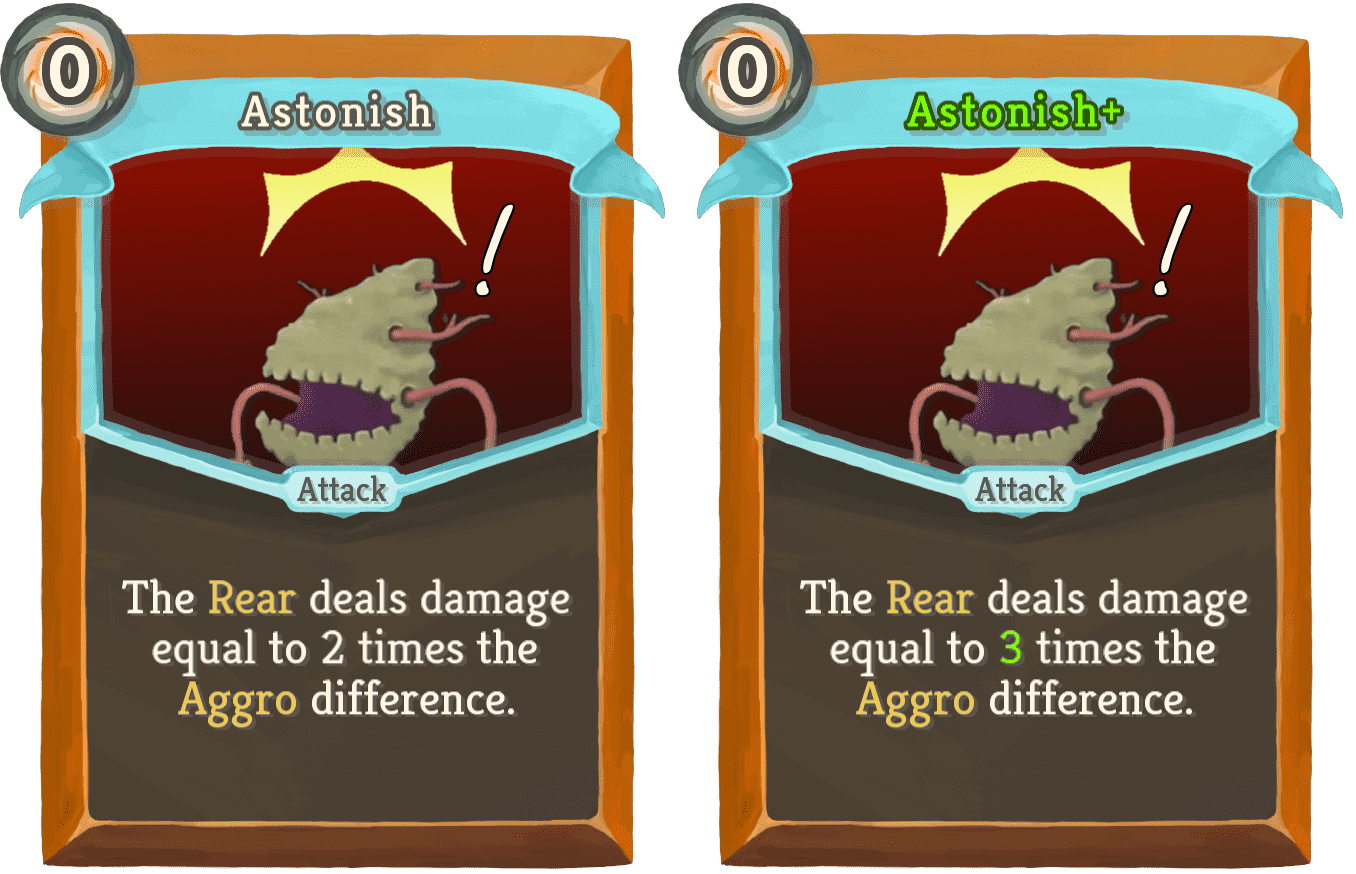 0
Astonish
!
Attack
The Rear deals damage
equal to 2 times the
Aggro difference.
0
Astonish+
!
Attack
The Rear deals damage
equal to 3 times the
Aggro difference.